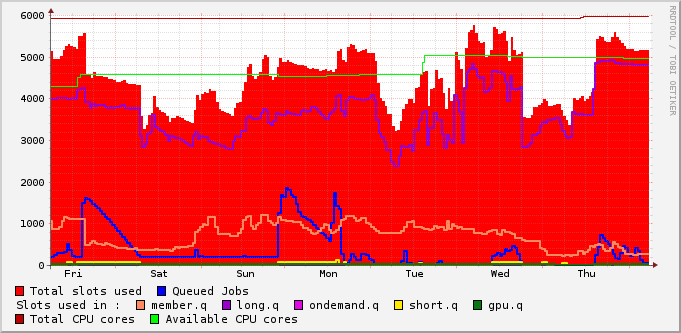 RRDTOOL / TOBI OETIKER
6000
5000
4000
3000
2000
1000
0
Fri Sat Sun Mon Tue Wed Thu
Total slots used Queued Jobs
Slots used in : member.q long.q ondemand.q short.q gpu.q
Total CPU cores Available CPU cores